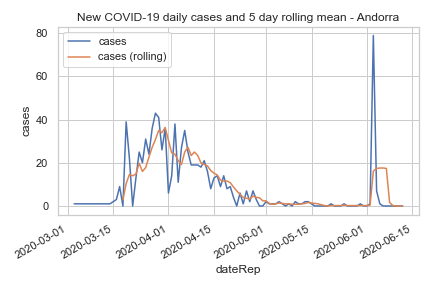 New COVID-19 daily cases and 5 day rolling mean - Andorra
cases
cases (rolling)
80
60
40
20
0
cases
2020-03-01
2020-03-15
2020-04-01
2020-04-15
2020-05-01
2020-05-15
2020-06-01
2020-06-15
dateRep